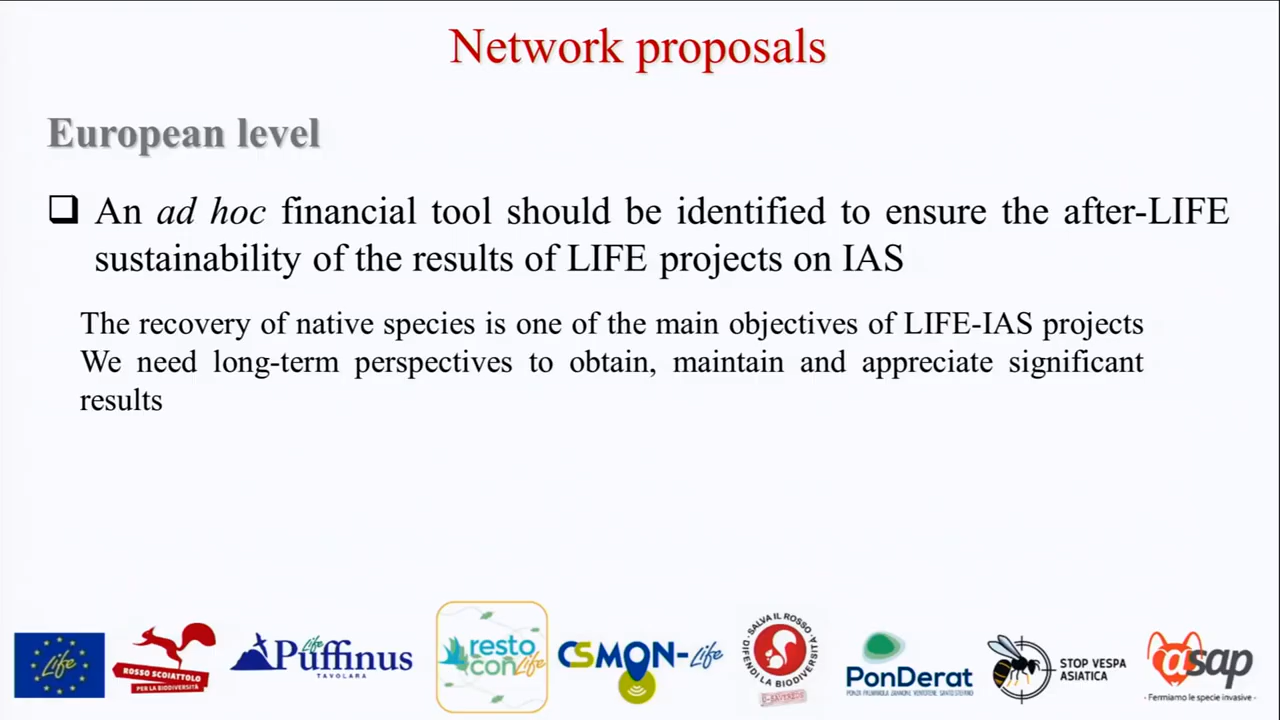 Network proposals
European level
An ad hoc financial tool should be identified to ensure the after-LIFE
sustainability of the results of LIFE projects on IAS
The recovery of native species is one of the main objectives of LIFE-IAS projects
We need long-term perspectives to obtain, maintain and appreciate significant
results
Life
ROSSO SCOIATTOLO
PER LA BIODIVERSITÀ
Life
Puffinus
TAVOLARA
resto
con Life
CSMON-Life
SALVA IL ROSSO
DIFENDI LA BIODIVERSITÀ
PonDerat
STOP VESPA
ASIATICA
asap
- Fermiamo le specie invasive -